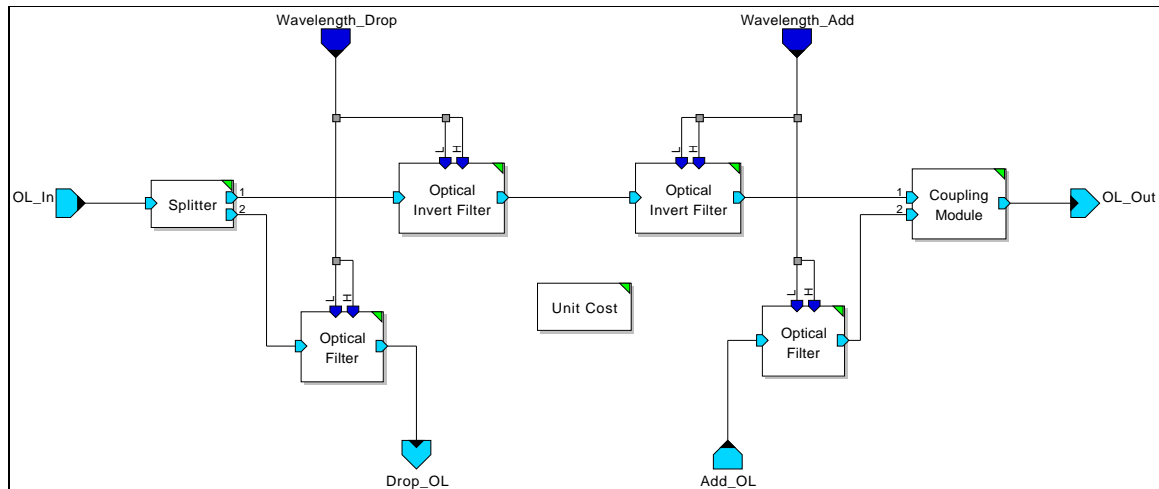 Wavelength_Drop
Wavelength_Add
L
H
L
H
OL_In
Splitter
1
2
Optical
Invert Filter
Optical
Invert Filter
1
2
Coupling
Module
OL_Out
L
H
Optical
Filter
Unit Cost
L
H
Optical
Filter
Drop_OL
Add_OL